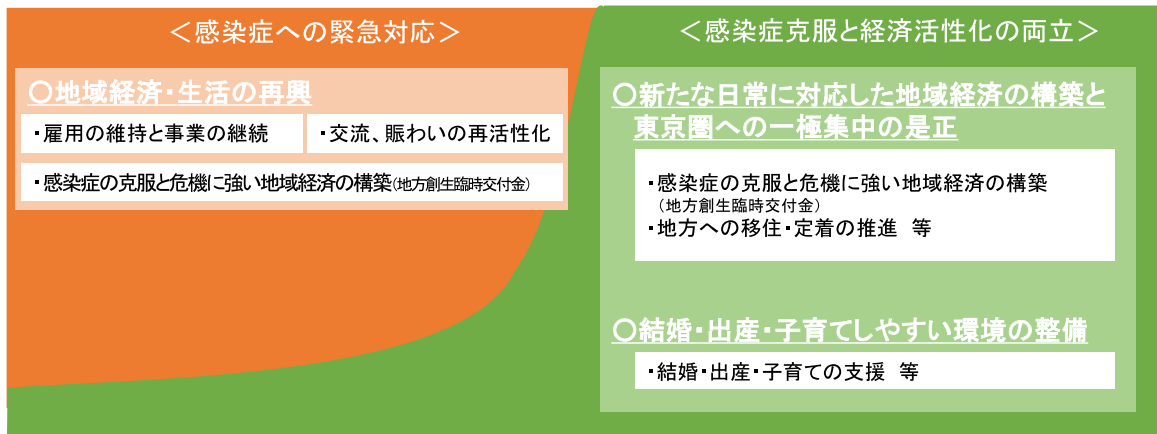 ＜感染症への緊急対応＞
○地域経済・生活の再興
・雇用の維持と事業の継続
・交流、賑わいの再活性化
・感染症の克服と危機に強い地域経済の構築(地方創生臨時交付金)
＜感染症克服と経済活性化の両立＞
○新たな日常に対応した地域経済の構築と
東京圏への一極集中の是正
・感染症の克服と危機に強い地域経済の構築
（地方創生臨時交付金）
・地方への移住・定着の推進　等
○結婚・出産・子育てしやすい環境の整備
・結婚・出産・子育ての支援　等